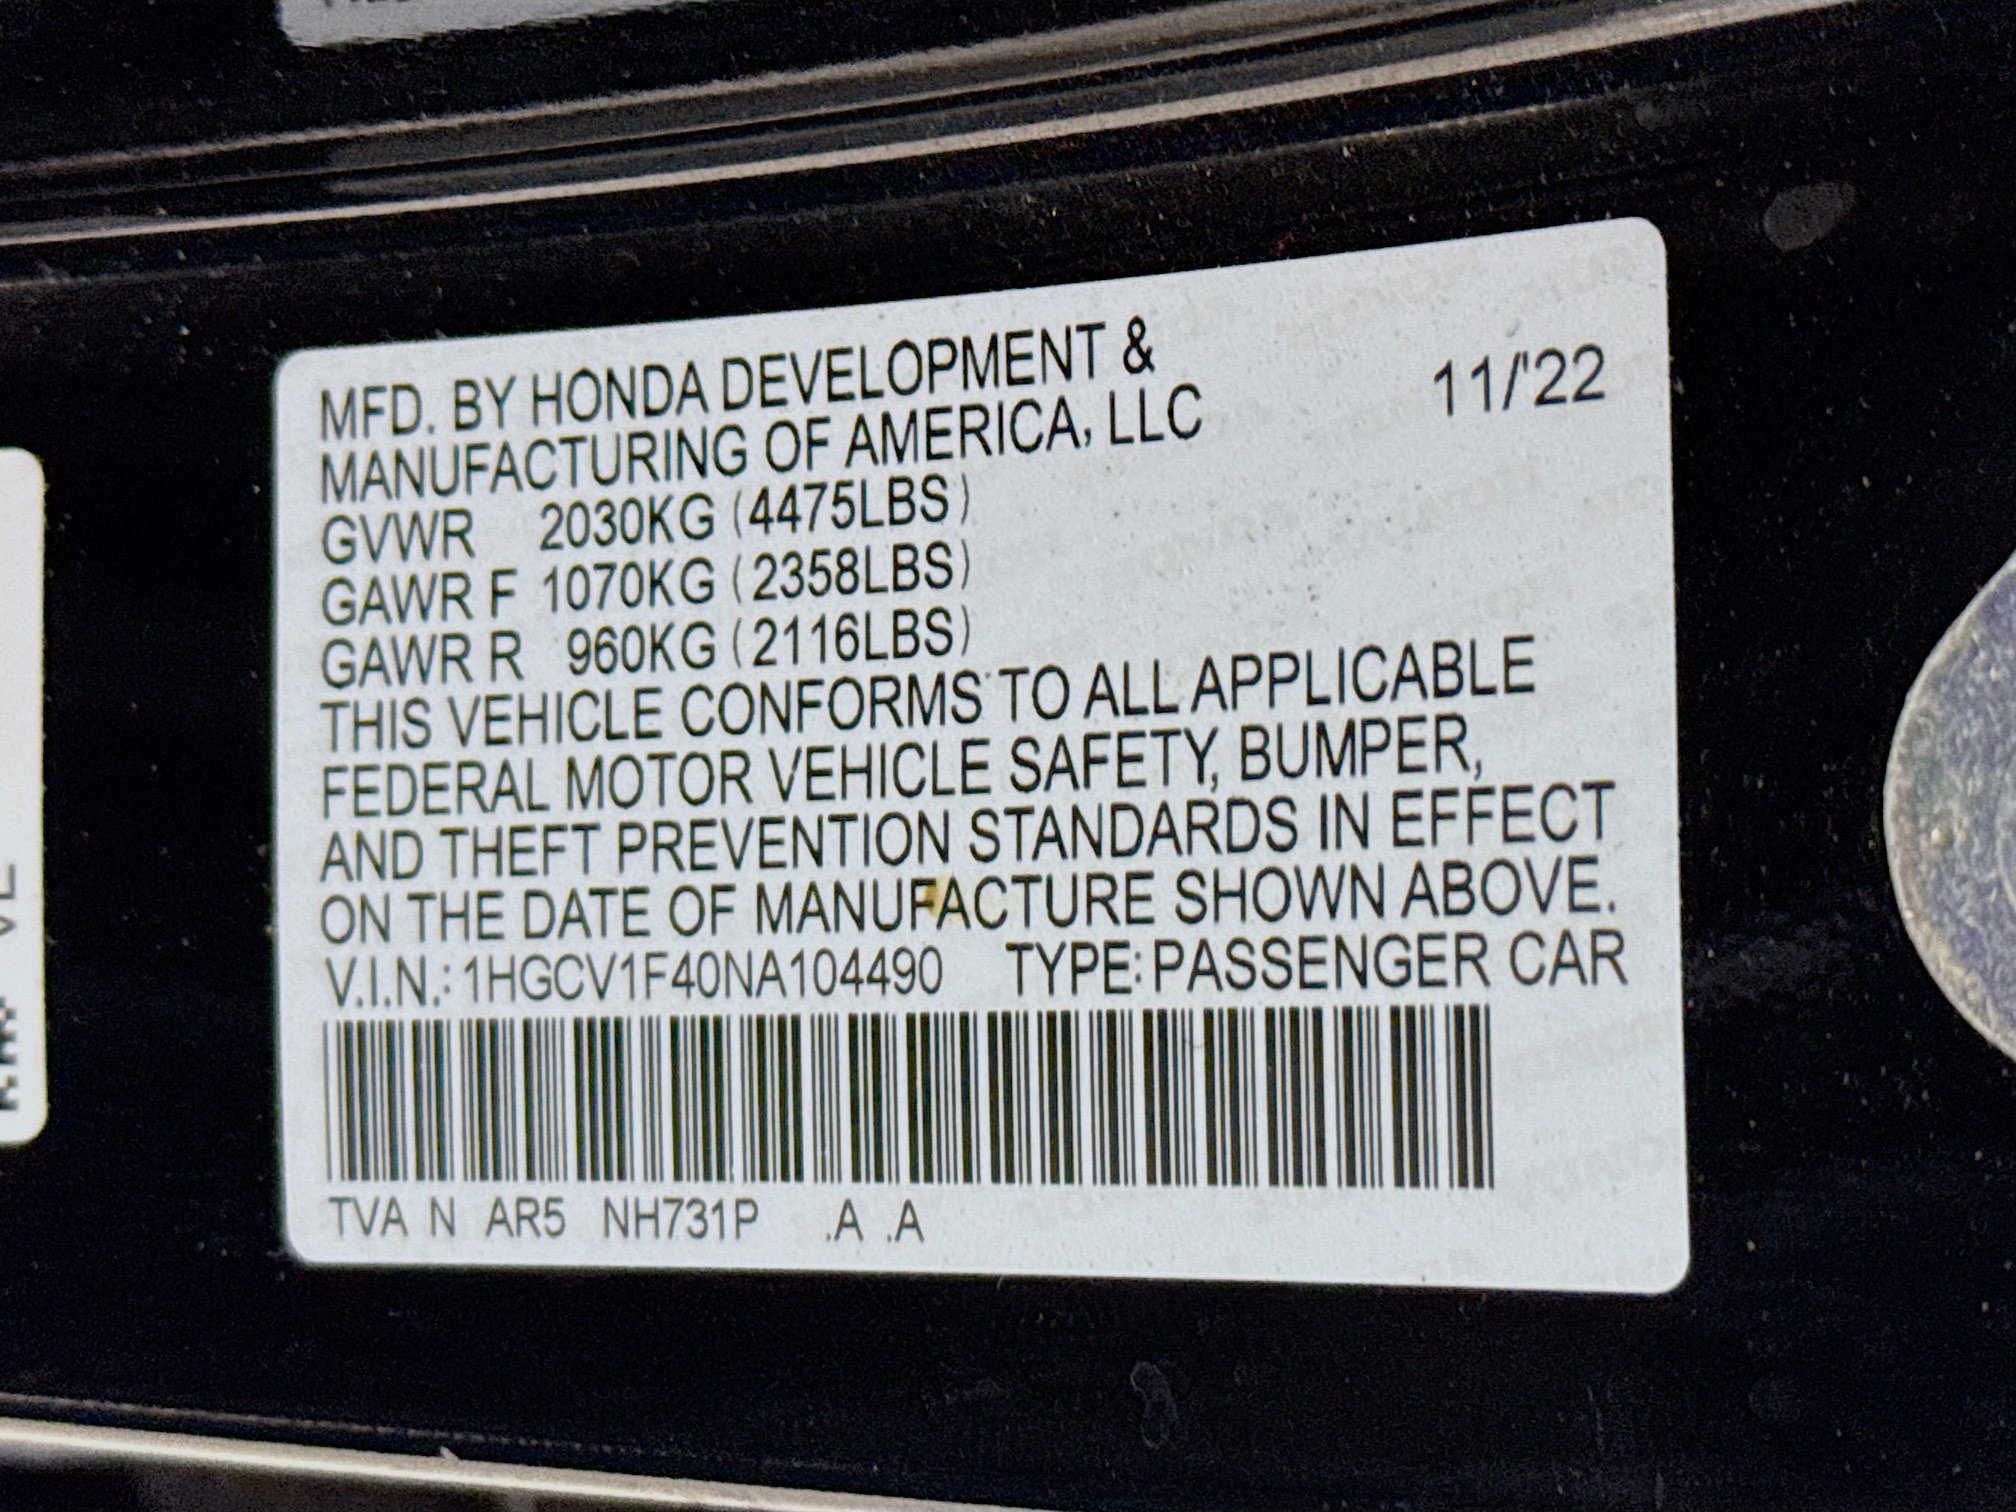 MFD. BY HONDA DEVELOPMENT &
MANUFACTURING OF AMERICA, LLC
11/'22
GVWR 2030KG (4475LBS)
GAWR F 1070KG (2358LBS)
GAWR R 960KG (2116LBS)
THIS VEHICLE CONFORMS TO ALL APPLICABLE
FEDERAL MOTOR VEHICLE SAFETY, BUMPER,
AND THEFT PREVENTION STANDARDS IN EFFECT
ON THE DATE OF MANUFACTURE SHOWN ABOVE.
V.I.N.: 1HGCV1F40NA104490 TYPE: PASSENGER CAR
TVA N AR5 NH731P .A .A